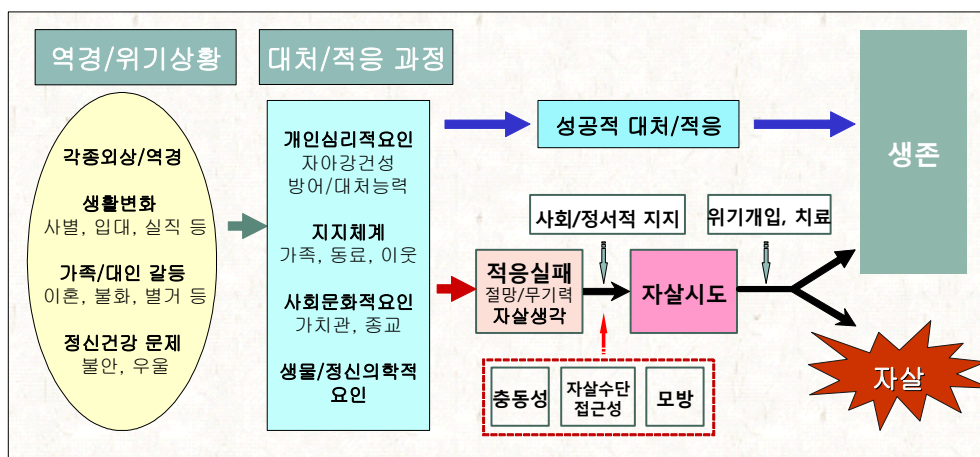 역경/위기상황
대처/적응 과정
각종외상/역경
생활변화
사별, 입대, 실직 등
가족/대인 갈등
이혼, 불화, 별거 등
정신건강 문제
불안, 우울
개인심리적요인
자아강건성
방어/대처능력
지지체계
가족, 동료, 이웃
사회문화적요인
가치관, 종교
생물/정신의학적
요인
성공적 대처/적응
생존
사회/정서적 지지
위기개입, 치료
적응실패
절망/무기력
자살생각
자살시도
충동성
자살수단
접근성
모방
자살